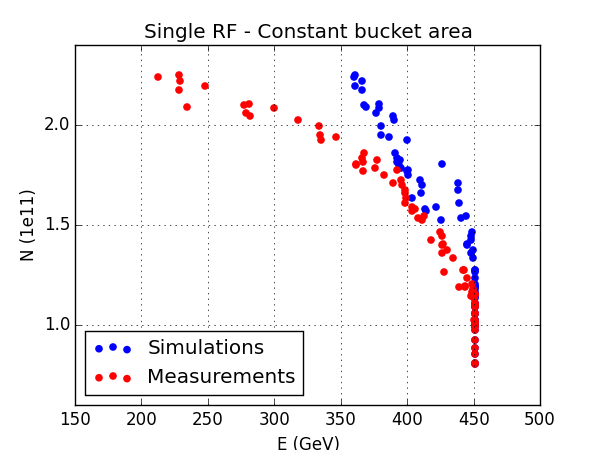 Single RF - Constant bucket area
N (1e11)
2.0
1.5
1.0
Simulations
Measurements
150 200 250 300 350 400 450 500
E (GeV)